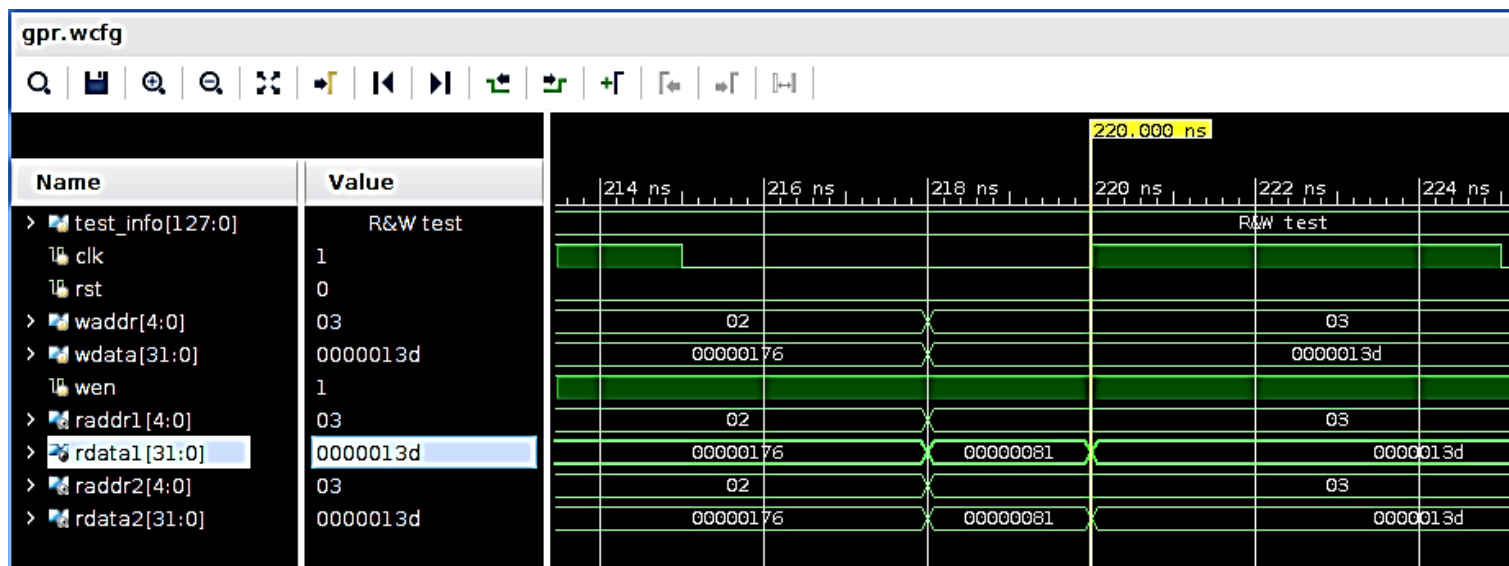 gpr.wcfg
220.000 ns
Name Value 214 ns 216 ns 218 ns 220 ns 222 ns 224 ns
test_info[127:0] R&W test R&W test
clk 1
rst 0
waddr[4:0] 03 02 03
wdata[31:0] 0000013d 00000176 0000013d
wen 1
raddr1[4:0] 03 02 03
rdata1[31:0] 0000013d 00000176 00000081 0000013d
raddr2[4:0] 03 02 03
rdata2[31:0] 0000013d 00000176 00000081 0000013d